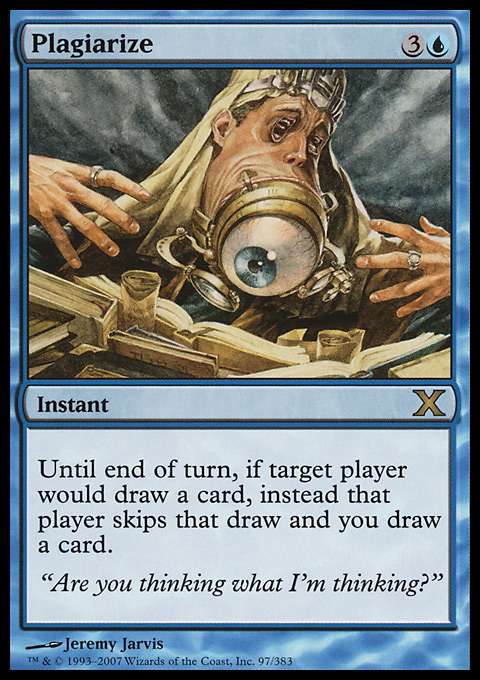 Plagiarize 3
Instant X
Until end of turn, if target player
would draw a card, instead that
player skips that draw and you draw
a card.
“Are you thinking what I’m thinking?”
Jeremy Jarvis
™ & © 1993–2007 Wizards of the Coast, Inc. 97/383